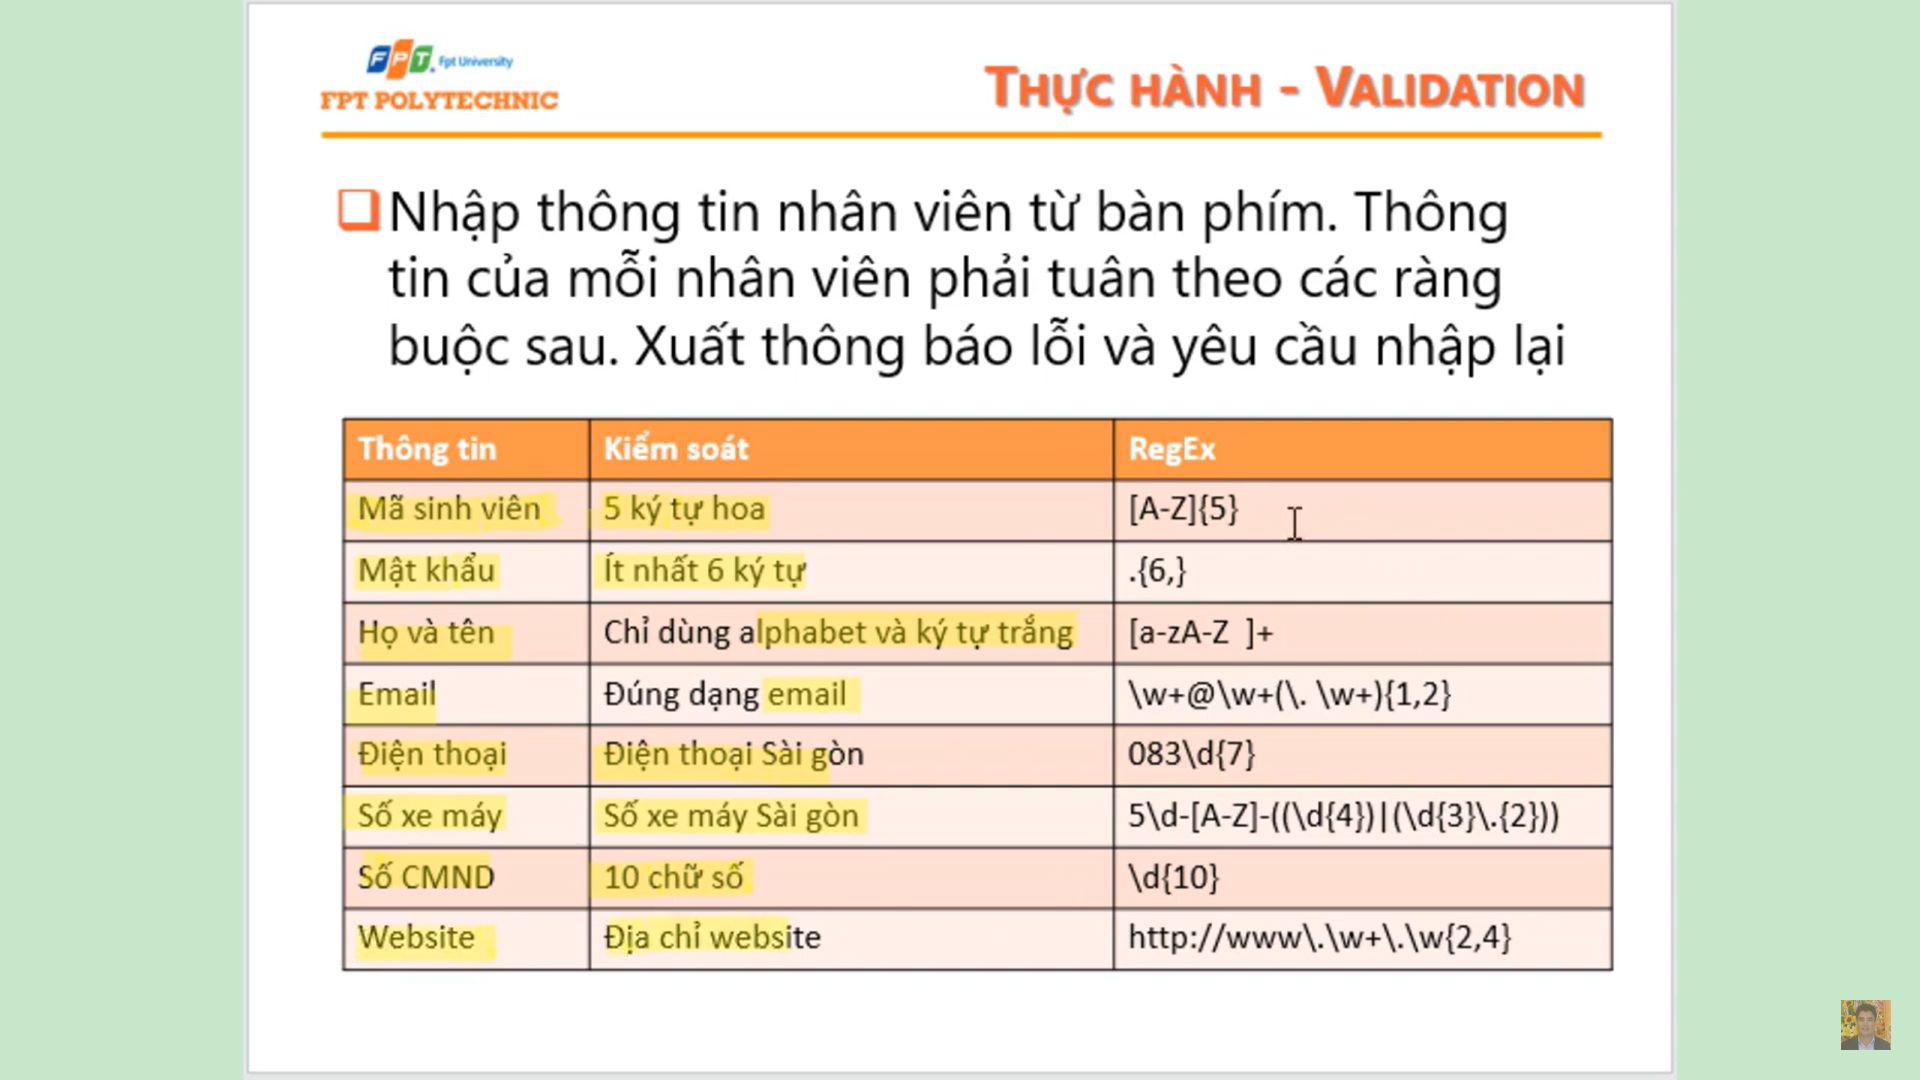 FPT. Fpt University
FPT POLYTECHNIC
THỰC HÀNH - VALIDATION
Nhập thông tin nhân viên từ bàn phím. Thông
tin của mỗi nhân viên phải tuân theo các ràng
buộc sau. Xuất thông báo lỗi và yêu cầu nhập lại
Thông tin Kiểm soát RegEx
Mã sinh viên 5 ký tự hoa [A-Z]{5}
Mật khẩu Ít nhất 6 ký tự .{6,}
Họ và tên Chỉ dùng alphabet và ký tự trắng [a-zA-Z ]+
Email Đúng dạng email \w+@\w+(\. \w+){1,2}
Điện thoại Điện thoại Sài gòn 083\d{7}
Số xe máy Số xe máy Sài gòn 5\d-[A-Z]-((\d{4})|(\d{3}\.{2}))
Số CMND 10 chữ số \d{10}
Website Địa chỉ website http://www\.\w+\.\w{2,4}